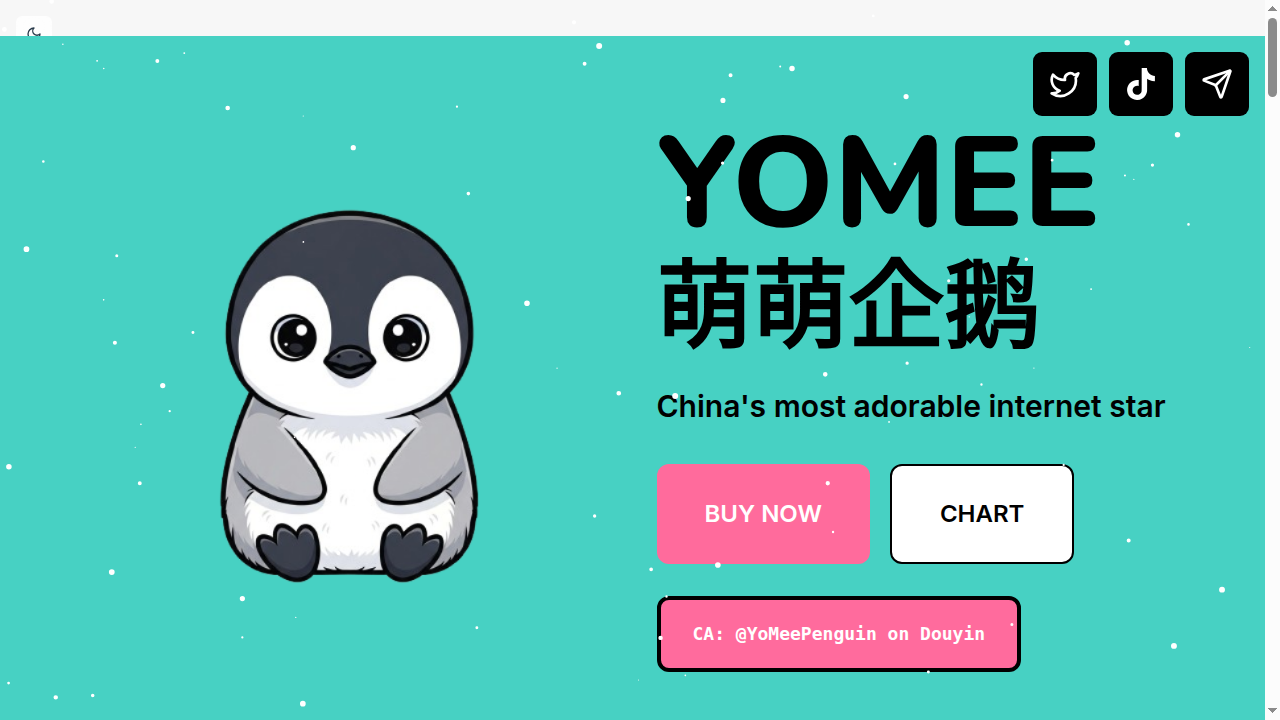 YOMEE
萌萌企鹅
China's most adorable internet star
BUY NOW
CHART
CA: @YoMeePenguin on Douyin